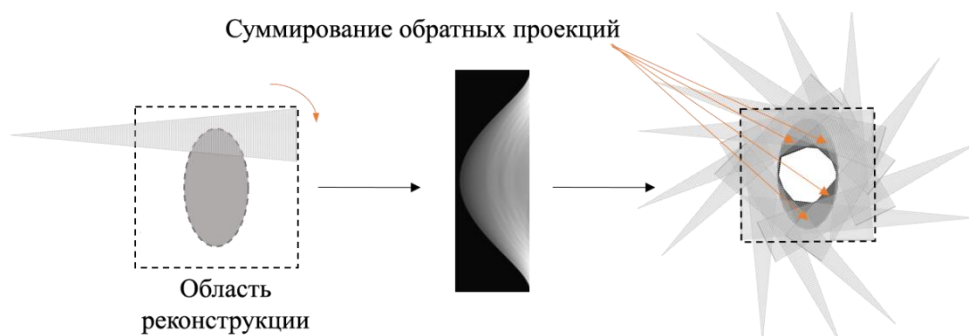 Суммирование обратных проекций
Область
реконструкции